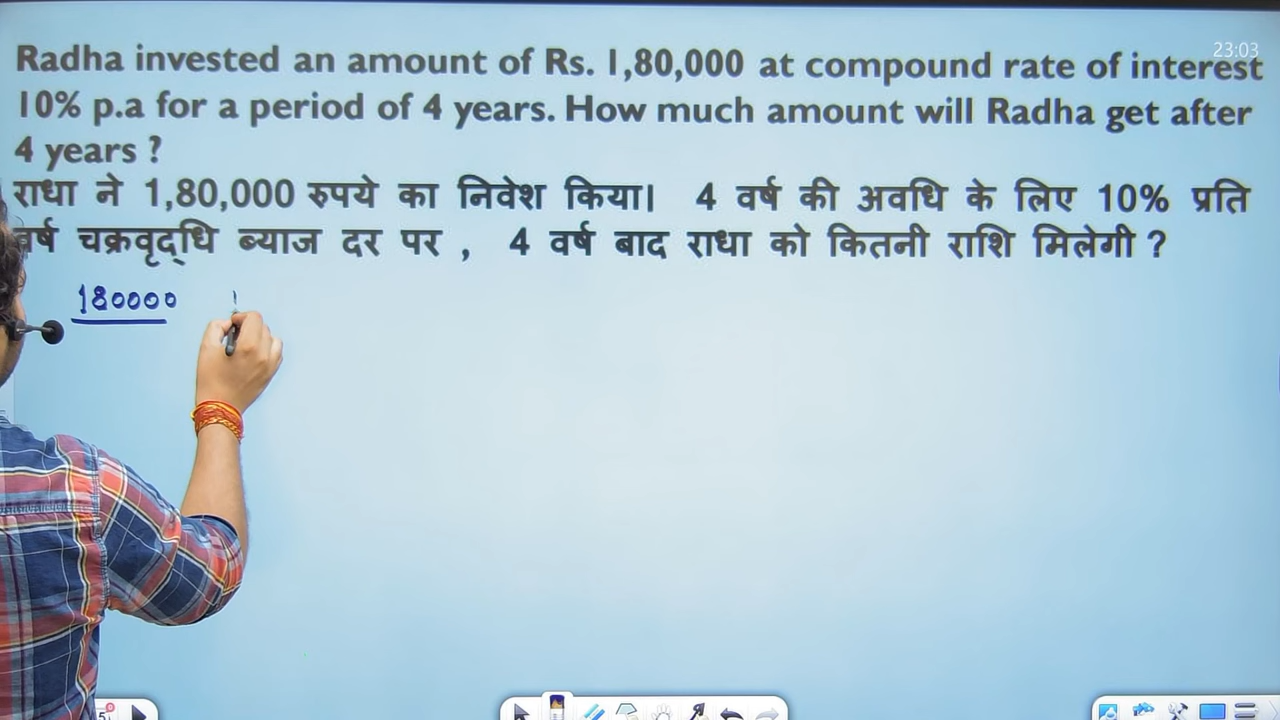 23:03
Radha invested an amount of Rs. 1,80,000 at compound rate of interest
10% p.a for a period of 4 years. How much amount will Radha get after
4 years ?
राधा ने 1,80,000 रुपये का निवेश किया। 4 वर्ष की अवधि के लिए 10% प्रति
वर्ष चक्रवृद्धि ब्याज दर पर , 4 वर्ष बाद राधा को कितनी राशि मिलेगी ?
180000